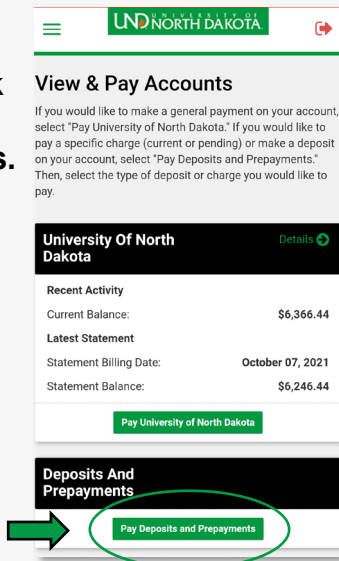 UND UNIVERSITY OF
NORTH DAKOTA.
View & Pay Accounts
If you would like to make a general payment on your account,
select "Pay University of North Dakota." If you would like to
pay a specific charge (current or pending) or make a deposit
on your account, select "Pay Deposits and Prepayments."
Then, select the type of deposit or charge you would like to
pay.
University Of North
Dakota
Details
Recent Activity
Current Balance: $6,366.44
Latest Statement
Statement Billing Date: October 07, 2021
Statement Balance: $6,246.44
Pay University of North Dakota
Deposits And
Prepayments
Pay Deposits and Prepayments